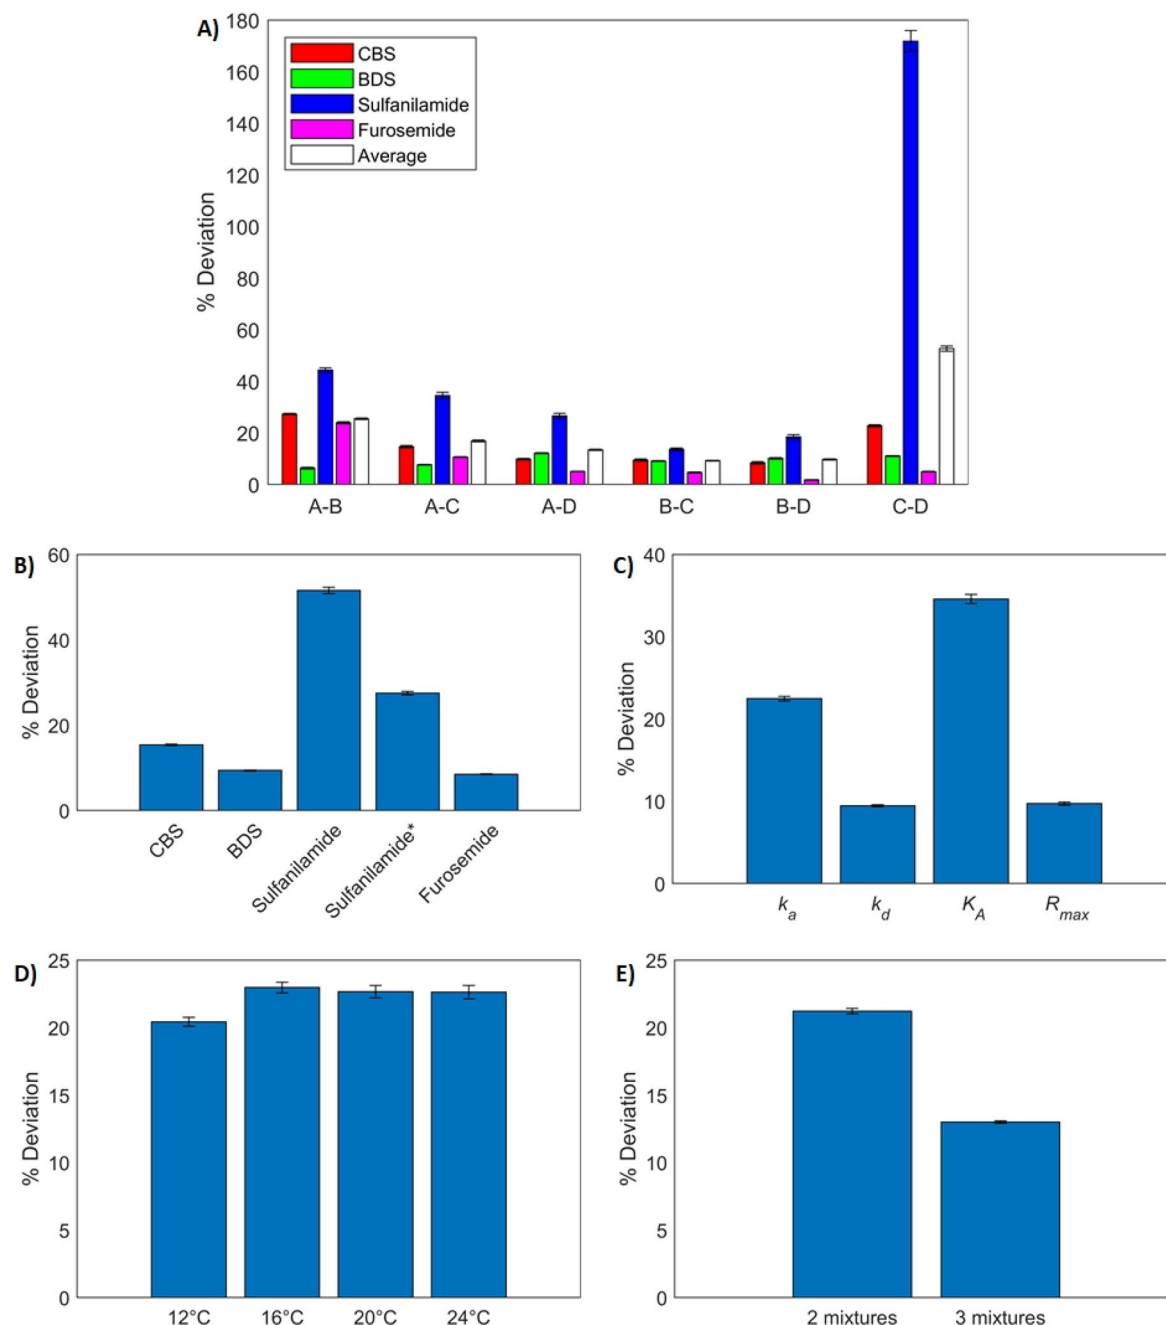 A)
180
160
140
120
100
80
60
40
20
0
% Deviation
CBS
BDS
Sulfanilamide
Furosemide
Average
A-B A-C A-D B-C B-D C-D
B)
60
40
20
0
% Deviation
CBS BDS Sulfanilamide Sulfanilamide* Furosemide
C)
40
30
20
10
0
% Deviation
ka kd KA Rmax
D)
25
20
15
10
5
0
% Deviation
12°C 16°C 20°C 24°C
E)
25
20
15
10
5
0
% Deviation
2 mixtures 3 mixtures